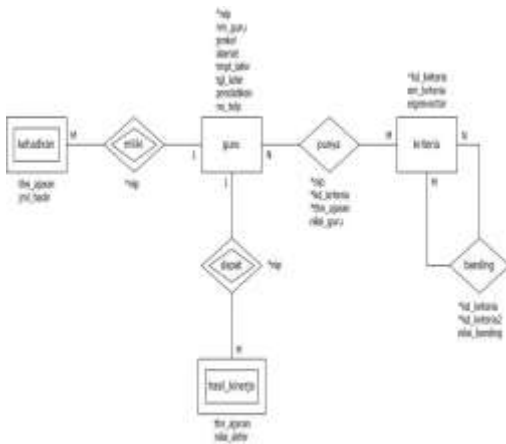 *nip
nm_guru
jenkel
alamat
tmpt_lahir
tgl_lahir
pendidikan
no_telp
*kd_kriteria
nm_kriteria
eigenvector
kehadiran
M
miliki
1
guru
N
punya
M
kriteria
N
thn_ajaran
jml_hadir
*nip
1
*nip
*kd_kriteria
*thn_ajaran
nilai_guru
M
banding
dapat
*nip
*kd_kriteria
*kd_kriteria2
nilai_banding
M
hasil_kinerja
thn_ajaran
nilai_akhir